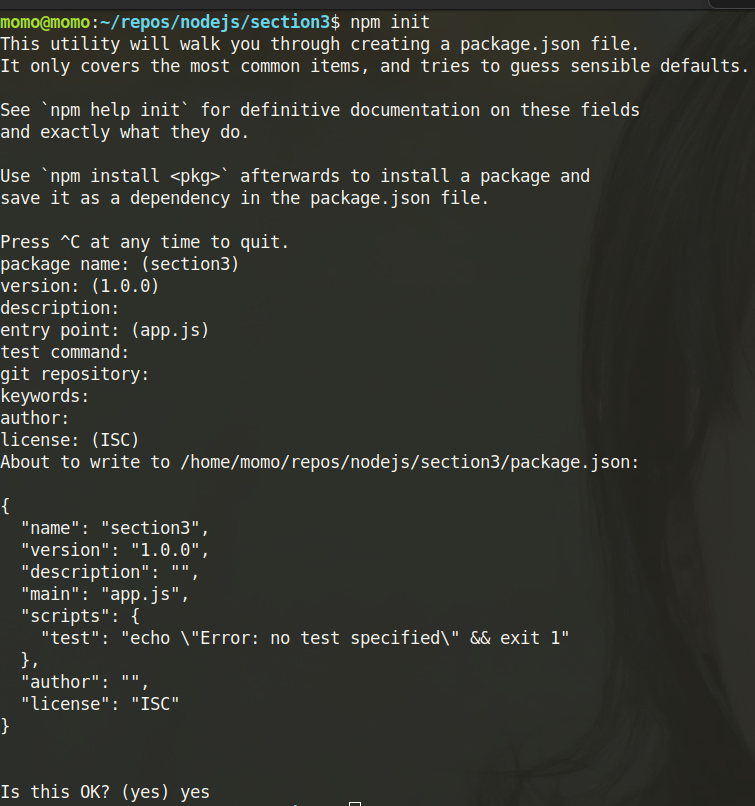 momo@momo:~/repos/nodejs/section3$ npm init
This utility will walk you through creating a package.json file.
It only covers the most common items, and tries to guess sensible defaults.

See `npm help init` for definitive documentation on these fields
and exactly what they do.

Use `npm install <pkg>` afterwards to install a package and
save it as a dependency in the package.json file.

Press ^C at any time to quit.
package name: (section3)
version: (1.0.0)
description:
entry point: (app.js)
test command:
git repository:
keywords:
author:
license: (ISC)
About to write to /home/momo/repos/nodejs/section3/package.json:

{
  "name": "section3",
  "version": "1.0.0",
  "description": "",
  "main": "app.js",
  "scripts": {
    "test": "echo \"Error: no test specified\" && exit 1"
  },
  "author": "",
  "license": "ISC"
}

Is this OK? (yes) yes